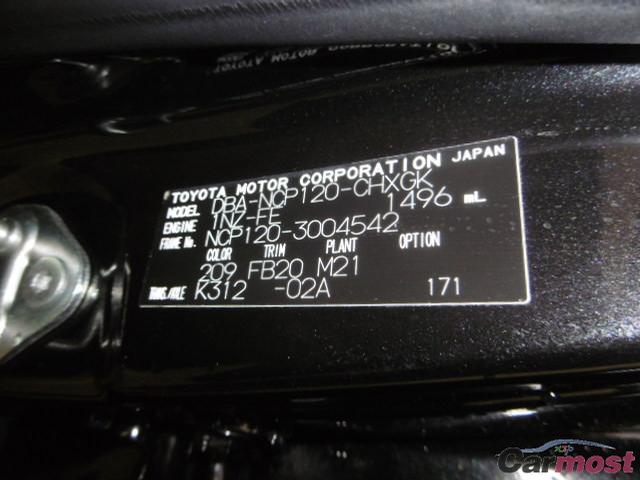 TOYOTA MOTOR CORPORATION JAPAN
MODEL DBA-NCP120-CHXGK
ENGINE 1NZ-FE 1496 mL
FRAME No. NCP120-3004542
COLOR TRIM PLANT OPTION
209 FB20 M21
TRANS./AXLE K312 -02A 171
Carmost